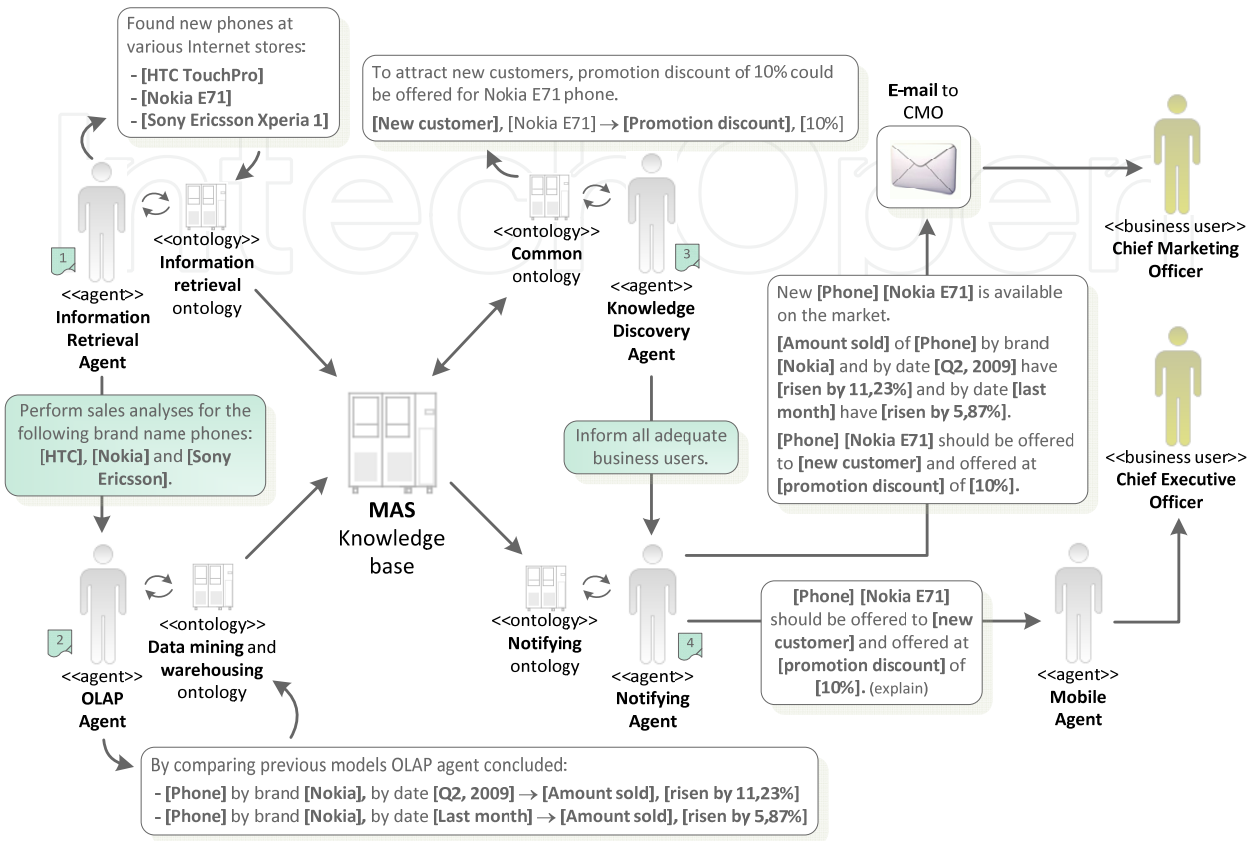 Found new phones at
various Internet stores:
- [HTC TouchPro]
- [Nokia E71]
- [Sony Ericsson Xperia 1]
To attract new customers, promotion discount of 10% could
be offered for Nokia E71 phone.
[New customer], [Nokia E71] → [Promotion discount], [10%]
E-mail to
CMO
<<business user>>
Chief Marketing
Officer
1
<<agent>>
Information
Retrieval
Agent
<<ontology>>
Information
retrieval
ontology
<<ontology>>
Common
ontology
3
<<agent>>
Knowledge
Discovery
Agent
New [Phone] [Nokia E71] is available
on the market.
[Amount sold] of [Phone] by brand
[Nokia] and by date [Q2, 2009] have
[risen by 11,23%] and by date [last
month] have [risen by 5,87%].
[Phone] [Nokia E71] should be offered
to [new customer] and offered at
[promotion discount] of [10%].
<<business user>>
Chief Executive
Officer
Perform sales analyses for the
following brand name phones:
[HTC], [Nokia] and [Sony
Ericsson].
Inform all adequate
business users.
MAS
Knowledge
base
2
<<agent>>
OLAP
Agent
<<ontology>>
Data mining and
warehousing
ontology
<<ontology>>
Notifying
ontology
4
<<agent>>
Notifying
Agent
[Phone] [Nokia E71]
should be offered to [new
customer] and offered at
[promotion discount] of
[10%]. (explain)
<<agent>>
Mobile
Agent
By comparing previous models OLAP agent concluded:
- [Phone] by brand [Nokia], by date [Q2, 2009] → [Amount sold], [risen by 11,23%]
- [Phone] by brand [Nokia], by date [Last month] → [Amount sold], [risen by 5,87%]
IntechOpen